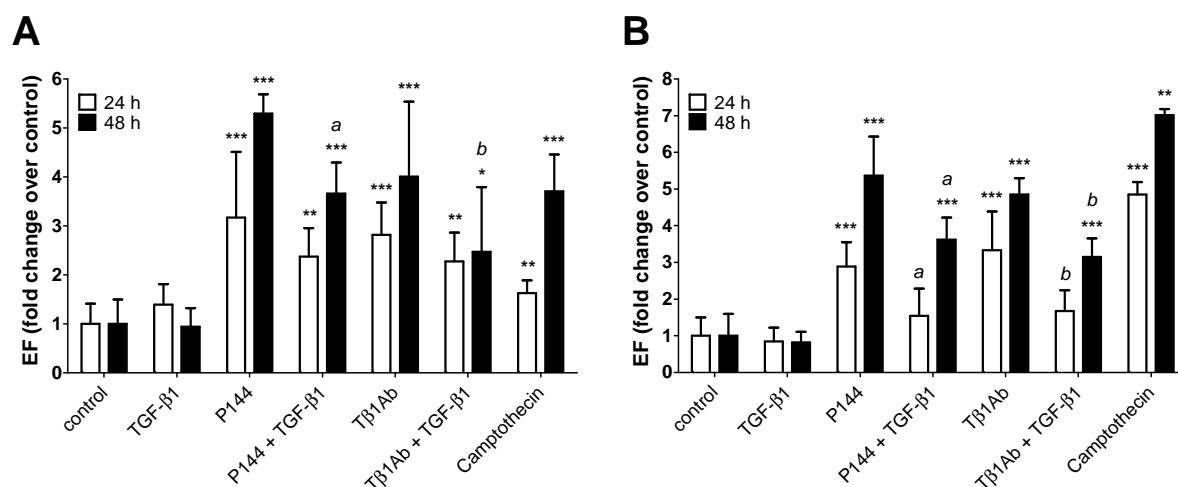 A
EF (fold change over control)
6
5
4
3
2
1
0
24 h
48 h
***
***
**
a
***
***
***
**
b
*
**
***
control
TGF-β1
P144
P144 + TGF-β1
Tβ1Ab
Tβ1Ab + TGF-β1
Camptothecin
B
EF (fold change over control)
8
7
6
5
4
3
2
1
0
24 h
48 h
***
***
a
a
***
***
***
b
b
***
***
**
control
TGF-β1
P144
P144 + TGF-β1
Tβ1Ab
Tβ1Ab + TGF-β1
Camptothecin